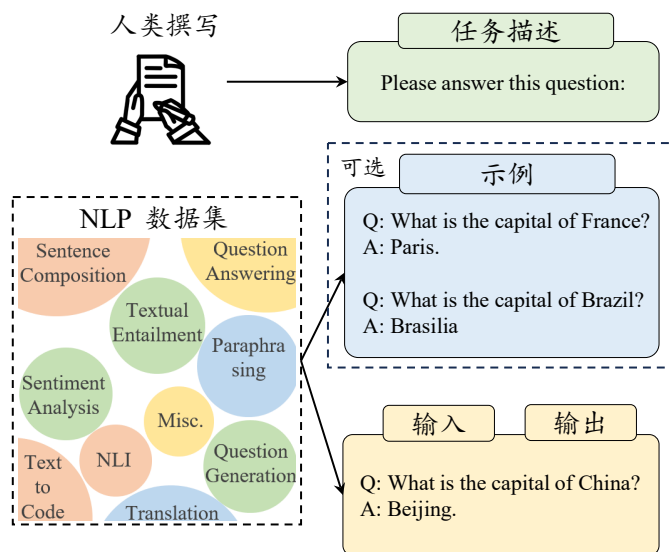 人类撰写
任务描述
Please answer this question:
可选
示例
Q: What is the capital of France?
A: Paris.
Q: What is the capital of Brazil?
A: Brasilia
NLP 数据集
Sentence
Composition
Question
Answering
Textual
Entailment
Paraphra
sing
Sentiment
Analysis
Misc.
NLI
Question
Generation
Text
to
Code
Translation
输入
输出
Q: What is the capital of China?
A: Beijing.